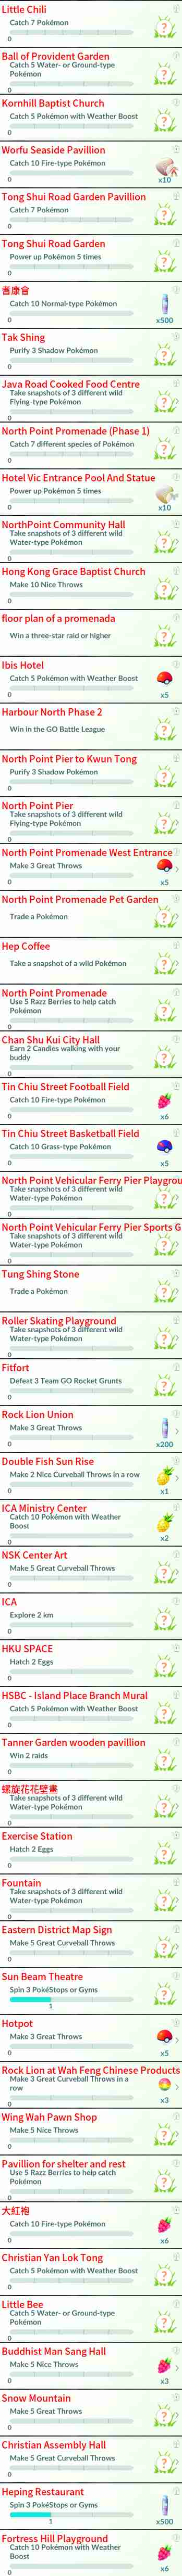 Little Chili
Catch 7 Pokémon
?
0
Ball of Provident Garden
Catch 5 Water- or Ground-type
Pokémon
?
0
Kornhill Baptist Church
Catch 5 Pokémon with Weather Boost
?
0
Worfu Seaside Pavillion
Catch 10 Fire-type Pokémon
0
x10
Tong Shui Road Garden Pavillion
Catch 7 Pokémon
?
0
Tong Shui Road Garden
Power up Pokémon 5 times
?
0
耆康會
Catch 10 Normal-type Pokémon
0
x500
Tak Shing
Purify 3 Shadow Pokémon
?
0
Java Road Cooked Food Centre
Take snapshots of 3 different wild
Flying-type Pokémon
?
0
North Point Promenade (Phase 1)
Catch 7 different species of Pokémon
?
0
Hotel Vic Entrance Pool And Statue
Power up Pokémon 5 times
0
x10
NorthPoint Community Hall
Take snapshots of 3 different wild
Water-type Pokémon
?
0
Hong Kong Grace Baptist Church
Make 10 Nice Throws
?
0
floor plan of a promenada
Win a three-star raid or higher
?
Ibis Hotel
Catch 5 Pokémon with Weather Boost
0
x5
Harbour North Phase 2
Win in the GO Battle League
?
North Point Pier to Kwun Tong
Purify 3 Shadow Pokémon
?
0
North Point Pier
Take snapshots of 3 different wild
Flying-type Pokémon
?
0
North Point Promenade West Entrance
Make 3 Great Throws
0
x5
North Point Promenade Pet Garden
Trade a Pokémon
?
Hep Coffee
Take a snapshot of a wild Pokémon
?
North Point Promenade
Use 5 Razz Berries to help catch
Pokémon
?
0
Chan Shu Kui City Hall
Earn 2 Candies walking with your
buddy
?
0
Tin Chiu Street Football Field
Catch 10 Fire-type Pokémon
0
x6
Tin Chiu Street Basketball Field
Catch 10 Grass-type Pokémon
0
x5
North Point Vehicular Ferry Pier Playgrou
Take snapshots of 3 different wild
Water-type Pokémon
?
0
North Point Vehicular Ferry Pier Sports G
Take snapshots of 3 different wild
Water-type Pokémon
?
0
Tung Shing Stone
Trade a Pokémon
?
Roller Skating Playground
Take snapshots of 3 different wild
Water-type Pokémon
?
0
Fitfort
Defeat 3 Team GO Rocket Grunts
?
0
Rock Lion Union
Make 3 Great Throws
0
x200
Double Fish Sun Rise
Make 2 Nice Curveball Throws in a row
0
x1
ICA Ministry Center
Catch 10 Pokémon with Weather
Boost
0
x2
NSK Center Art
Make 5 Great Curveball Throws
?
0
ICA
Explore 2 km
?
0
HKU SPACE
Hatch 2 Eggs
?
0
HSBC - Island Place Branch Mural
Catch 5 Pokémon with Weather Boost
?
0
Tanner Garden wooden pavillion
Win 2 raids
?
0
螺旋花花壁畫
Take snapshots of 3 different wild
Water-type Pokémon
?
0
Exercise Station
Hatch 2 Eggs
?
0
Fountain
Take snapshots of 3 different wild
Water-type Pokémon
?
0
Eastern District Map Sign
Make 5 Great Curveball Throws
?
0
Sun Beam Theatre
Spin 3 PokéStops or Gyms
?
1
Hotpot
Make 3 Great Throws
0
x5
Rock Lion at Wah Feng Chinese Products
Make 3 Great Curveball Throws in a
row
0
x3
Wing Wah Pawn Shop
Make 5 Nice Throws
?
0
Pavillion for shelter and rest
Use 5 Razz Berries to help catch
Pokémon
?
0
大紅袍
Catch 10 Fire-type Pokémon
0
x6
Christian Yan Lok Tong
Catch 5 Pokémon with Weather Boost
?
0
Little Bee
Catch 5 Water- or Ground-type
Pokémon
?
0
Buddhist Man Sang Hall
Make 5 Nice Throws
0
x3
Snow Mountain
Make 5 Great Throws
?
0
Christian Assembly Hall
Make 5 Great Curveball Throws
?
0
Heping Restaurant
Spin 3 PokéStops or Gyms
1
x500
Fortress Hill Playground
Catch 10 Pokémon with Weather
Boost
0
x6